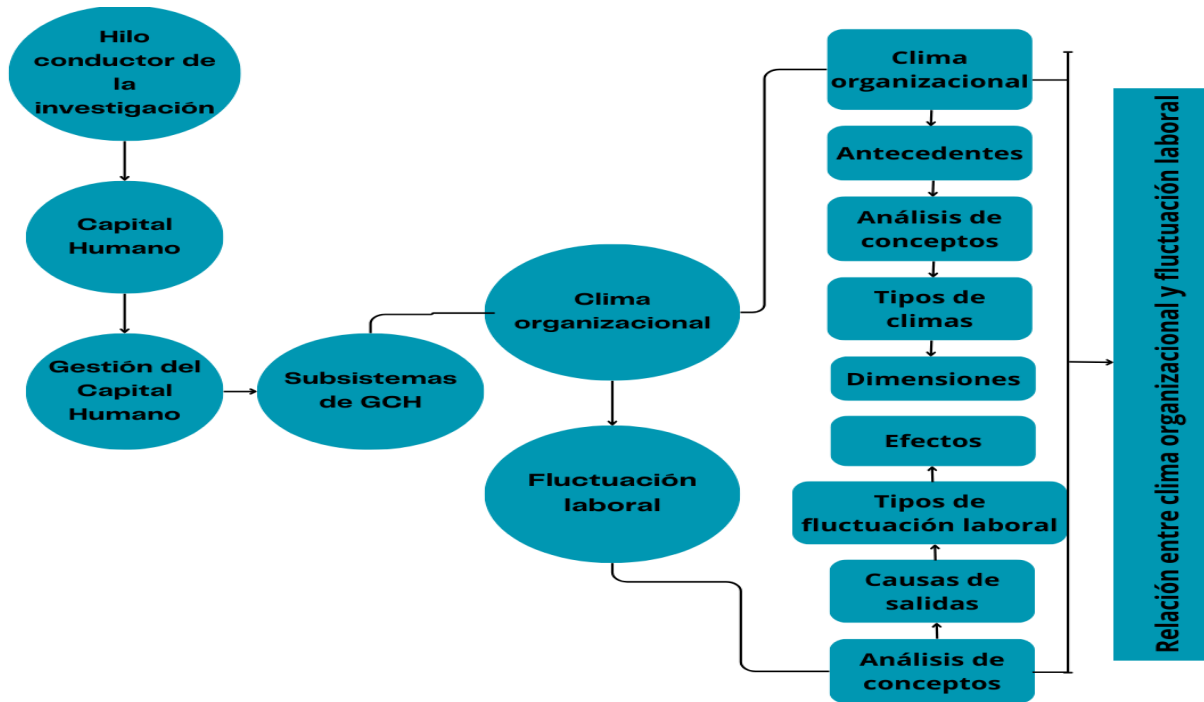 Hilo
conductor de
la
investigación
Capital
Humano
Gestión del
Capital
Humano
Subsistemas
de GCH
Clima
organizacional
Fluctuación
laboral
Clima
organizacional
Antecedentes
Análisis de
conceptos
Tipos de
climas
Dimensiones
Efectos
Tipos de
fluctuación laboral
Causas de
salidas
Análisis de
conceptos
Relación entre clima organizacional y fluctuación laboral